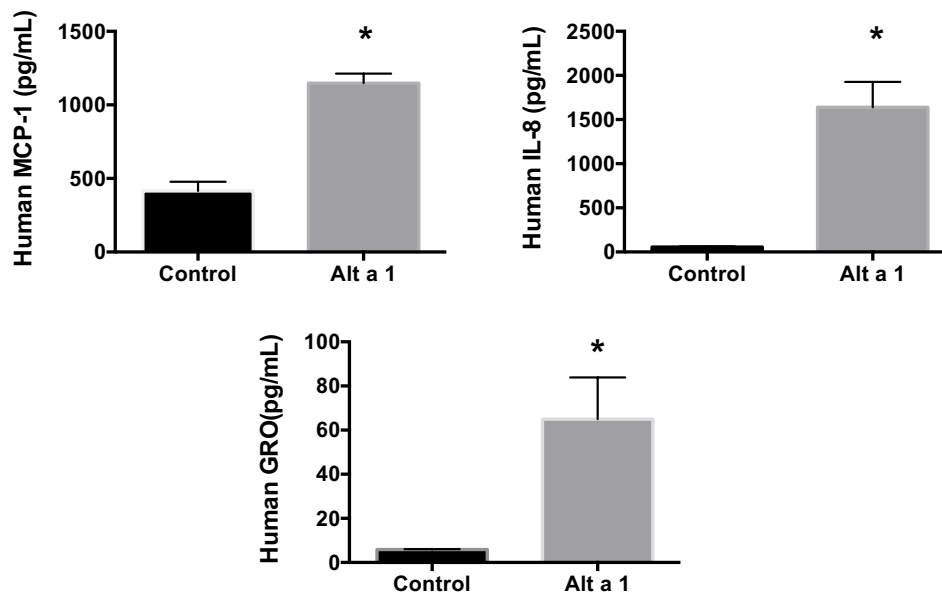 Human MCP-1 (pg/mL)
1500
1000
500
0
*
Control
Alt a 1
Human IL-8 (pg/mL)
2500
2000
1500
1000
500
0
*
Control
Alt a 1
Human GRO(pg/mL)
100
80
60
40
20
0
*
Control
Alt a 1